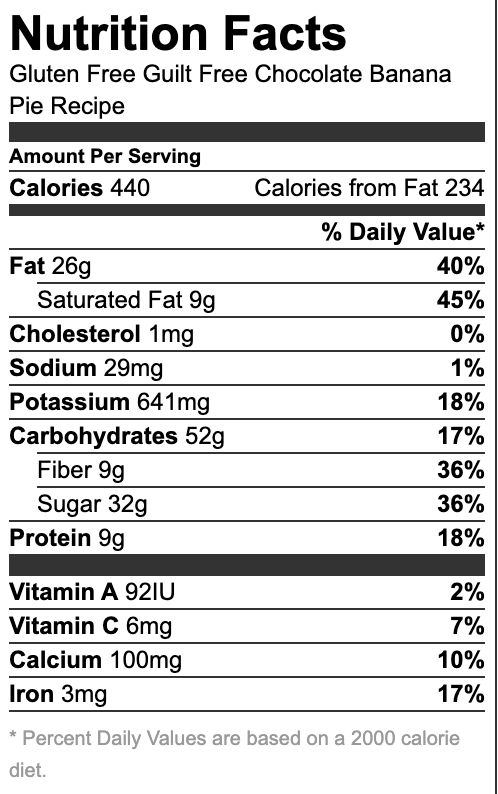 Nutrition Facts
Gluten Free Guilt Free Chocolate Banana
Pie Recipe
Amount Per Serving
Calories 440 Calories from Fat 234
% Daily Value*
Fat 26g 40%
Saturated Fat 9g 45%
Cholesterol 1mg 0%
Sodium 29mg 1%
Potassium 641mg 18%
Carbohydrates 52g 17%
Fiber 9g 36%
Sugar 32g 36%
Protein 9g 18%
Vitamin A 92IU 2%
Vitamin C 6mg 7%
Calcium 100mg 10%
Iron 3mg 17%
* Percent Daily Values are based on a 2000 calorie
diet.